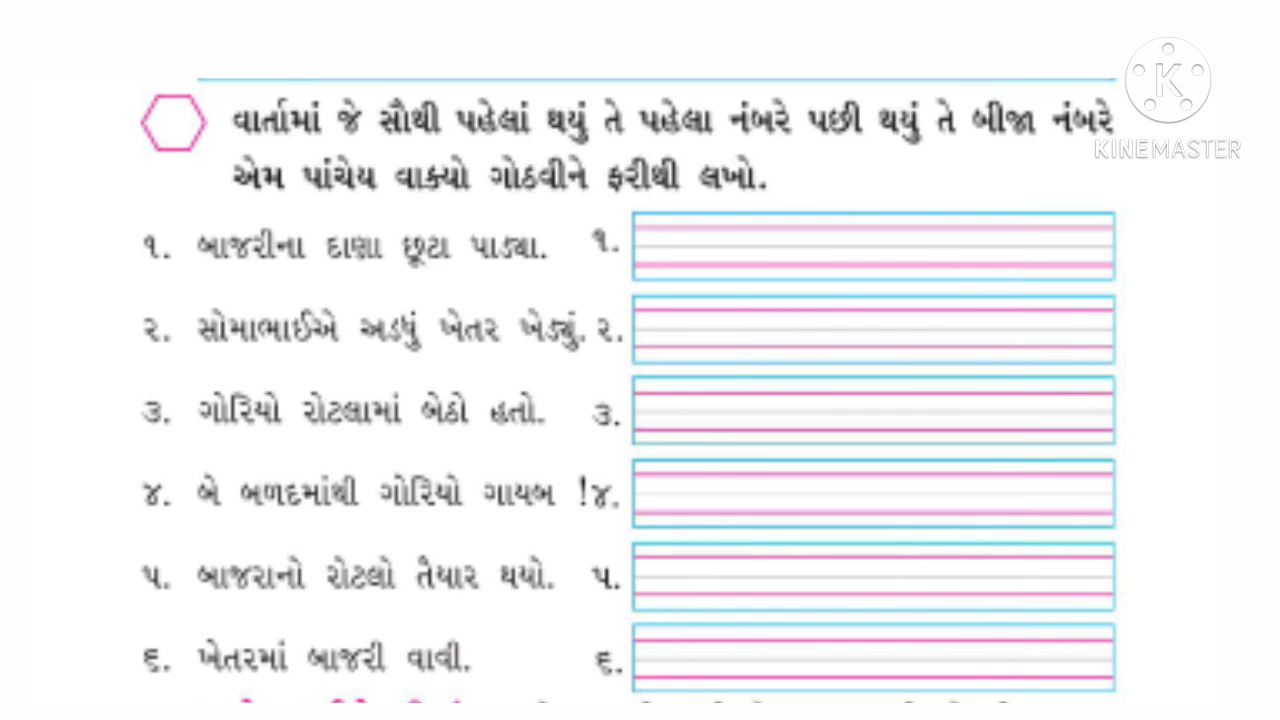 વાર્તામાં જે સૌથી પહેલાં થયું તે પહેલા નંબરે પછી થયું તે બીજા નંબરે
એમ પાંચેય વાક્યો ગોઠવીને ફરીથી લખો.
૧. બાજરીના દાણા છૂટા પાડ્યા. ૧.
૨. સોમાભાઈએ અડધું ખેતર ખેડ્યું. ૨.
૩. ગોરિયો રોટલામાં બેઠો હતો. ૩.
૪. બે બળદમાંથી ગોરિયો ગાયબ ! ૪.
૫. બાજરાનો રોટલો તૈયાર થયો. ૫.
૬. ખેતરમાં બાજરી વાવી. ૬.
K
KINEMASTER